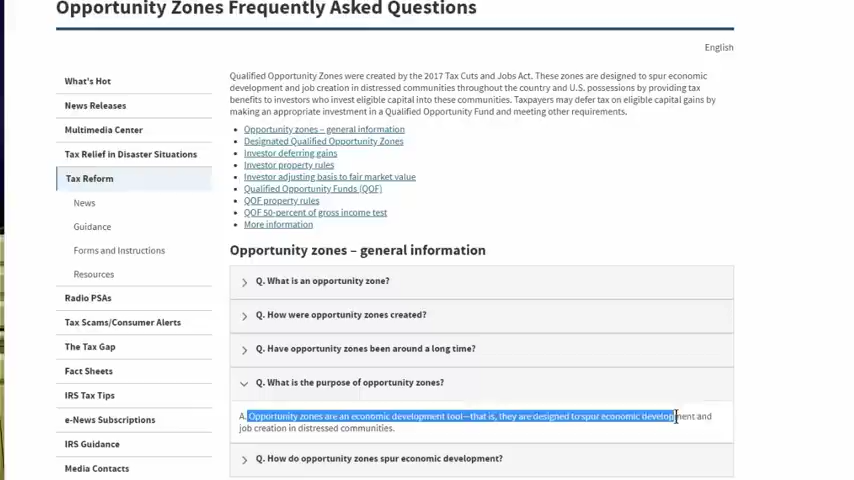 Opportunity Zones Frequently Asked Questions
English
What's Hot
News Releases
Multimedia Center
Tax Relief in Disaster Situations
Tax Reform
News
Guidance
Forms and Instructions
Resources
Radio PSAs
Tax Scams/Consumer Alerts
The Tax Gap
Fact Sheets
IRS Tax Tips
e-News Subscriptions
IRS Guidance
Media Contacts
Qualified Opportunity Zones were created by the 2017 Tax Cuts and Jobs Act. These zones are designed to spur economic
development and job creation in distressed communities throughout the country and U.S. possessions by providing tax
benefits to investors who invest eligible capital into these communities. Taxpayers may defer tax on eligible capital gains by
making an appropriate investment in a Qualified Opportunity Fund and meeting other requirements.
Opportunity zones – general information
Designated Qualified Opportunity Zones
Investor deferring gains
Investor property rules
Investor adjusting basis to fair market value
Qualified Opportunity Funds (QOF)
QOF property rules
QOF 50-percent of gross income test
More information
Opportunity zones – general information
Q. What is an opportunity zone?
Q. How were opportunity zones created?
Q. Have opportunity zones been around a long time?
Q. What is the purpose of opportunity zones?
A. Opportunity zones are an economic development tool—that is, they are designed to spur economic development and
job creation in distressed communities.
Q. How do opportunity zones spur economic development?